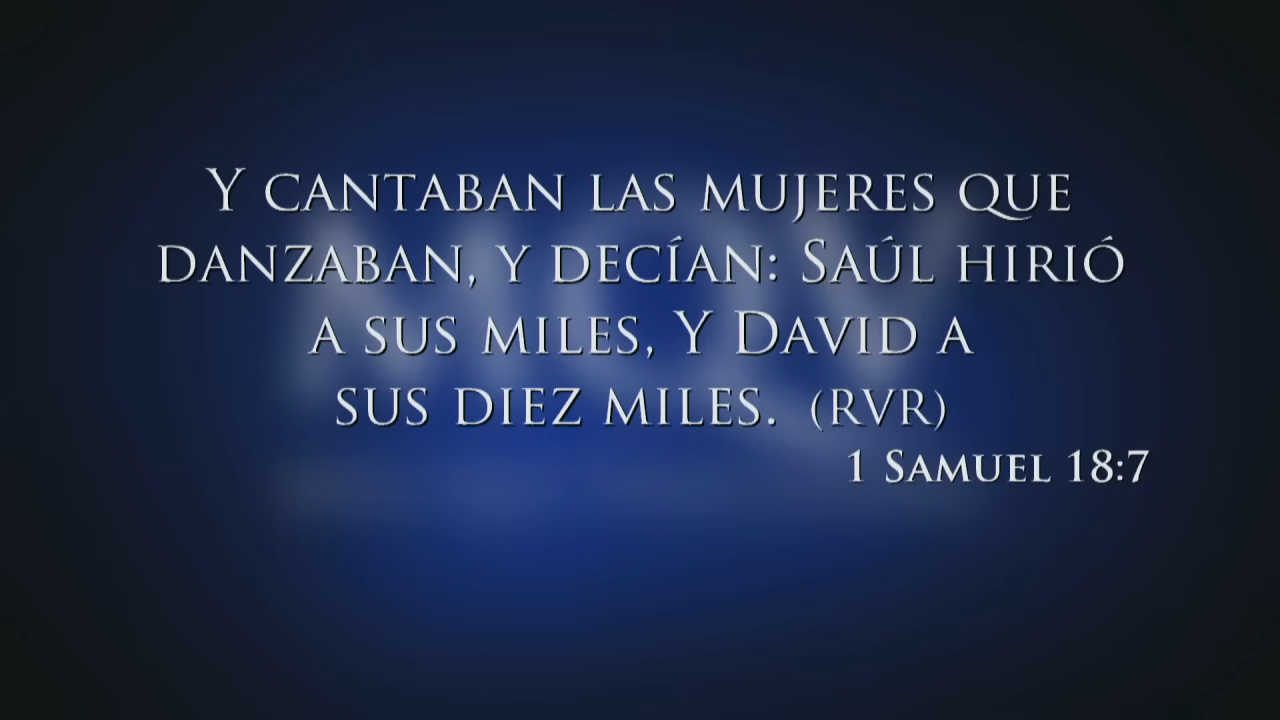 Y cantaban las mujeres que
danzaban, y decían: Saúl hirió
a sus miles, Y David a
sus diez miles. (RVR)
1 Samuel 18:7